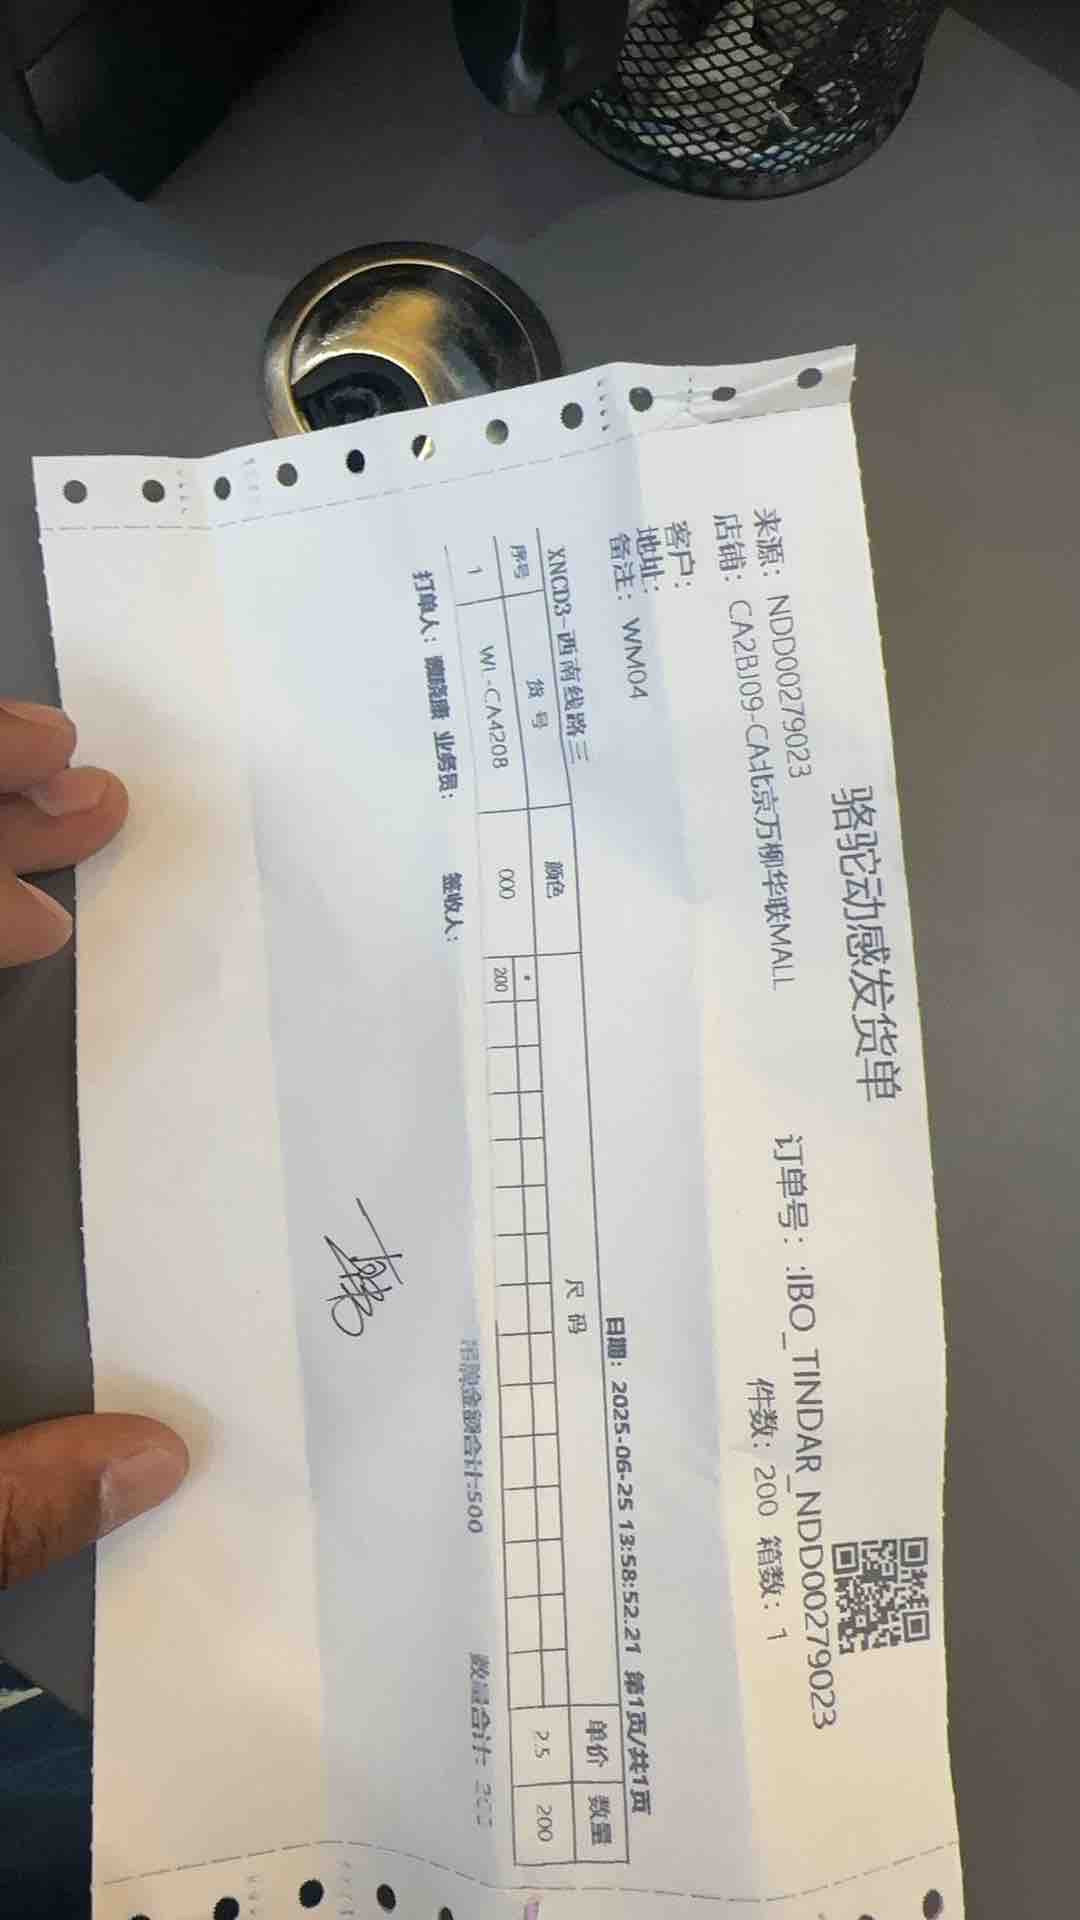 骆驼动感发货单
来源：NDD00279023 订单号：:IBO_TINDAR_NDD00279023
店铺：CA2BJ09-CA北京万柳华联MALL 件数：200 箱数：1
客户：
地址：
备注：WM04
XNCD3-西南线路三 日期：2025-06-25 13:58:52.21 第1页/共1页
序号 货号 颜色 尺码 单价 数量
*
1 WL-CA4208 000 200 2.5 200
打单人： 晓康 业务员： 签收人： 吊牌金额合计:500 数量合计: